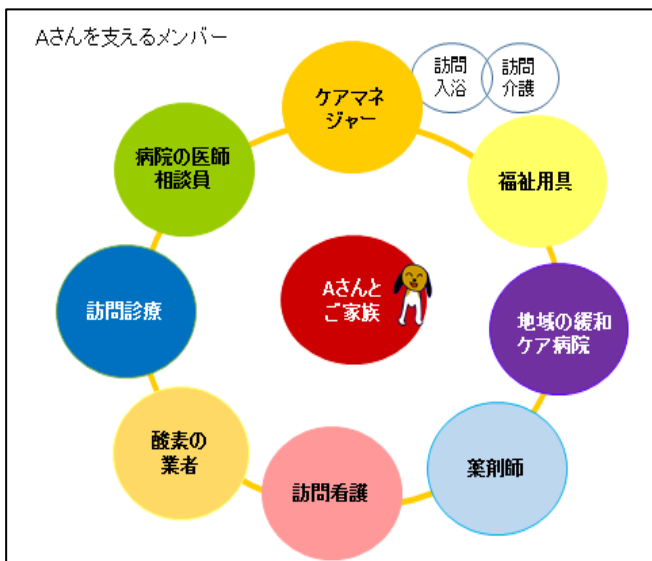 Aさんを支えるメンバー
ケアマネ
ジャー
訪問
入浴
訪問
介護
福祉用具
地域の緩和
ケア病院
薬剤師
訪問看護
酸素の
業者
訪問診療
病院の医師
相談員
Aさんと
ご家族